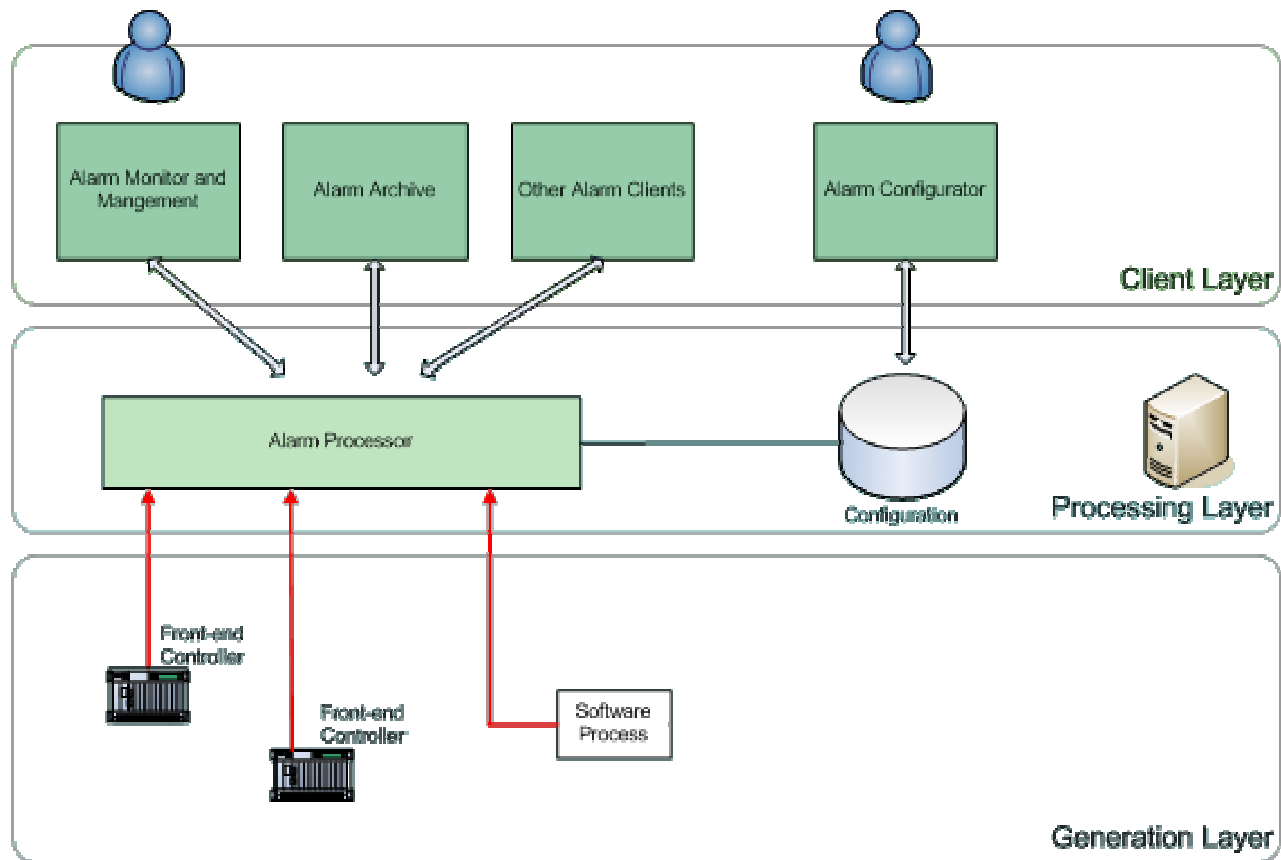 Alarm Monitor and
Mangement
Alarm Archive
Other Alarm Clients
Alarm Configurator
Client Layer
Alarm Processor
Configuration
Processing Layer
Front-end
Controller
Front-end
Controller
Software
Process
Generation Layer